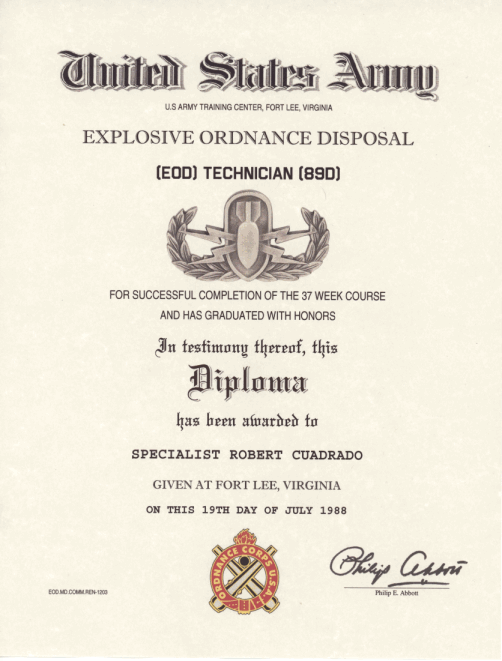 United States Army
U.S ARMY TRAINING CENTER, FORT LEE, VIRGINIA
EXPLOSIVE ORDNANCE DISPOSAL
(EOD) TECHNICIAN (89D)
FOR SUCCESSFUL COMPLETION OF THE 37 WEEK COURSE
AND HAS GRADUATED WITH HONORS
In testimony thereof, this
Diploma
has been awarded to
SPECIALIST ROBERT CUADRADO
GIVEN AT FORT LEE, VIRGINIA
ON THIS 19TH DAY OF JULY 1988
ORDNANCE CORPS U.S.A.
Philip Abbott
Philip E. Abbott
EOD.MD.COMM.REN-1203